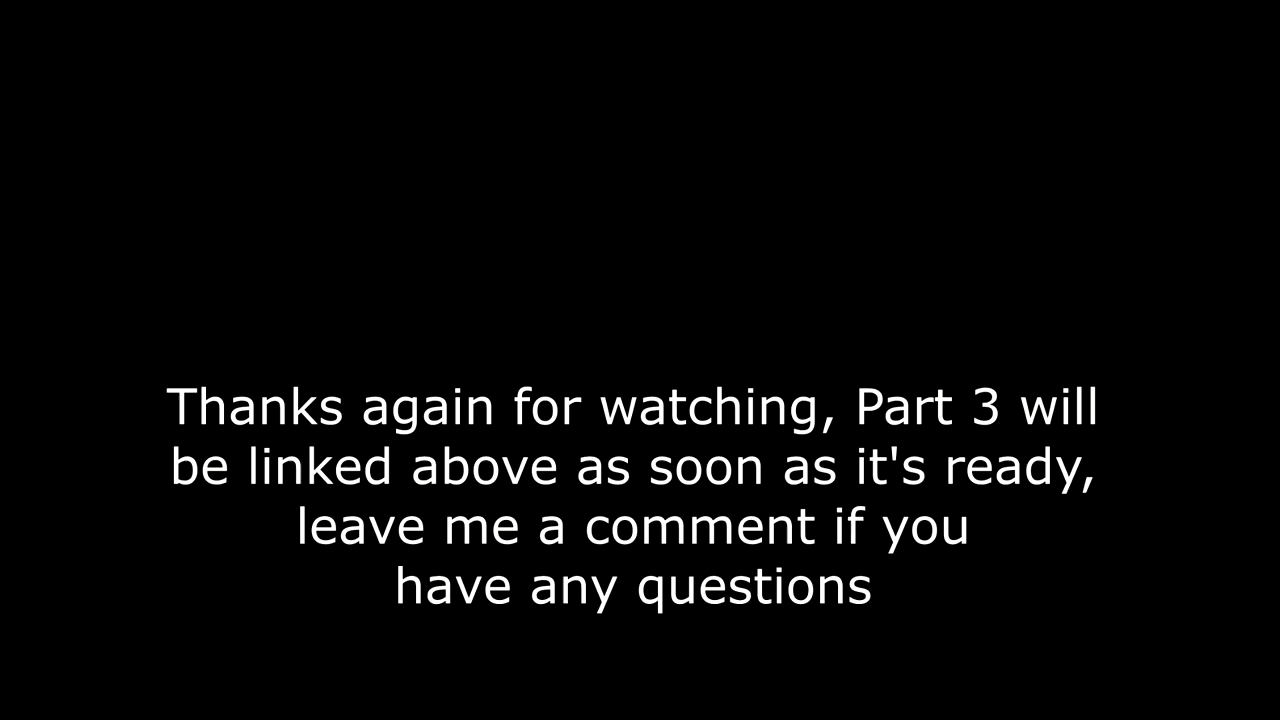 Thanks again for watching, Part 3 will
be linked above as soon as it's ready,
leave me a comment if you
have any questions